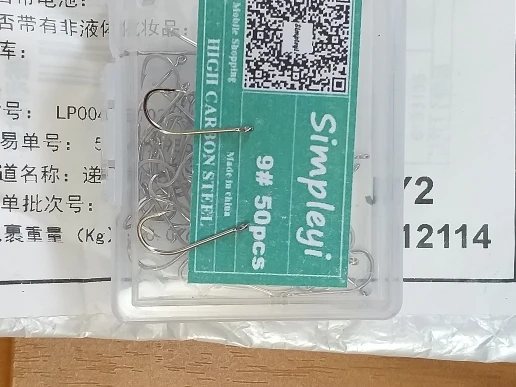 否带有非液体化妆品:
库:
号: LP004
易单号: 5
道名称: 递
单批次号:
裹重量 (Kg)
Mobile Shopping
HIGH CARBON STEEL
Made in china
Simpleyi
9# 50pcs
Y2
12114